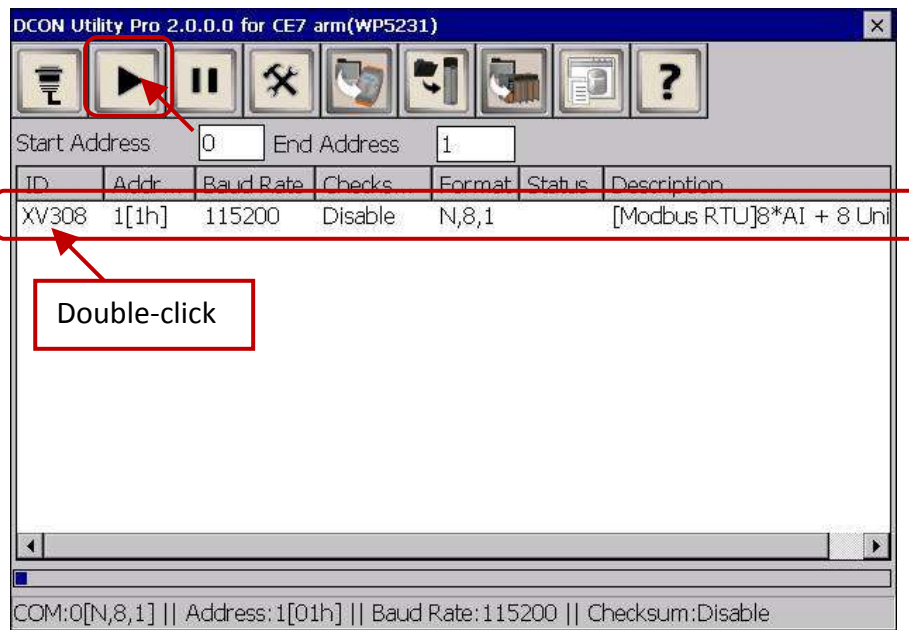 DCON Utility Pro 2.0.0.0 for CE7 arm(WP5231)
?
Start Address 0 End Address 1
ID Addr... Baud Rate Checks... Format Status Description
XV308 1[1h] 115200 Disable N,8,1 [Modbus RTU]8*AI + 8 Uni
Double-click
COM:0[N,8,1] || Address:1[01h] || Baud Rate:115200 || Checksum:Disable